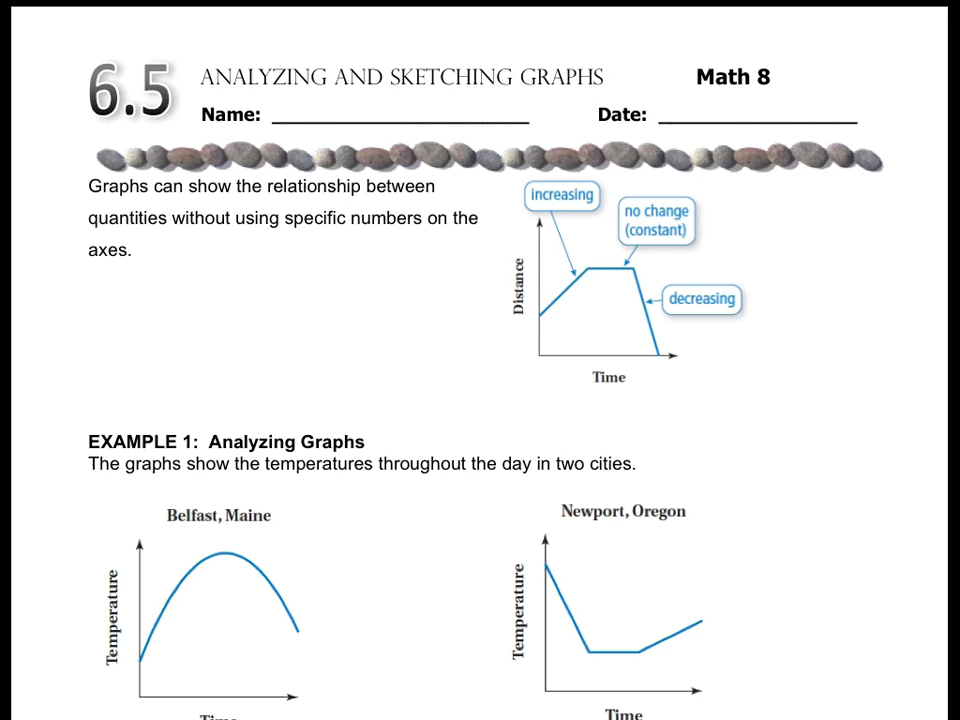 6.5 ANALYZING AND SKETCHING GRAPHS Math 8
Name: Date:
Graphs can show the relationship between
quantities without using specific numbers on the
axes.
increasing
no change
(constant)
decreasing
Distance
Time
EXAMPLE 1: Analyzing Graphs
The graphs show the temperatures throughout the day in two cities.
Belfast, Maine
Temperature
Time
Newport, Oregon
Temperature
Time